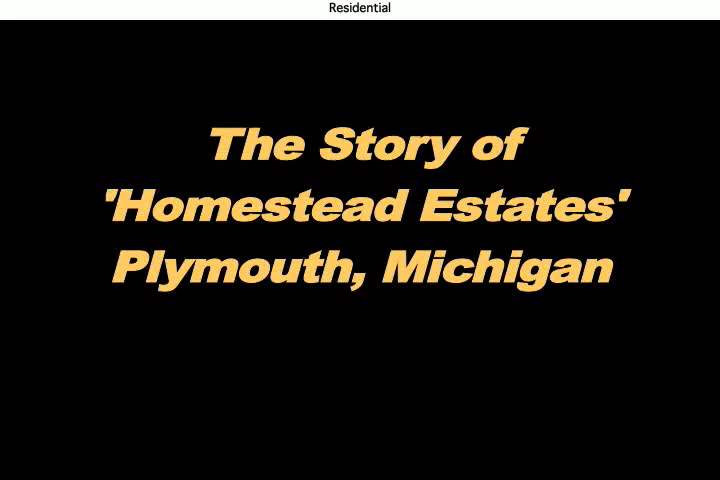 Residential
The Story of
'Homestead Estates'
Plymouth, Michigan